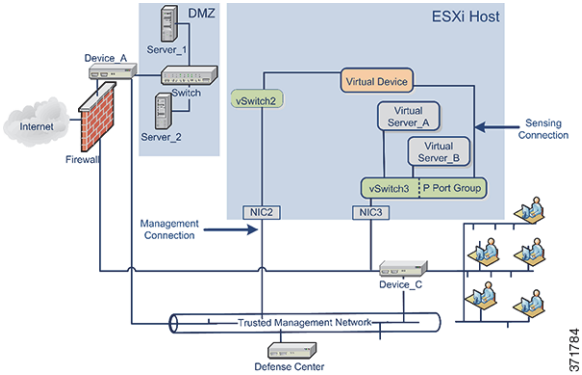 DMZ
ESXi Host
Server_1
Device_A
Switch
Virtual Device
vSwitch2
Virtual
Server_A
Internet
Server_2
Sensing
Connection
Virtual
Server_B
Firewall
vSwitch3
P Port Group
NIC2
NIC3
Management
Connection
Device_C
Trusted Management Network
Defense Center
371784